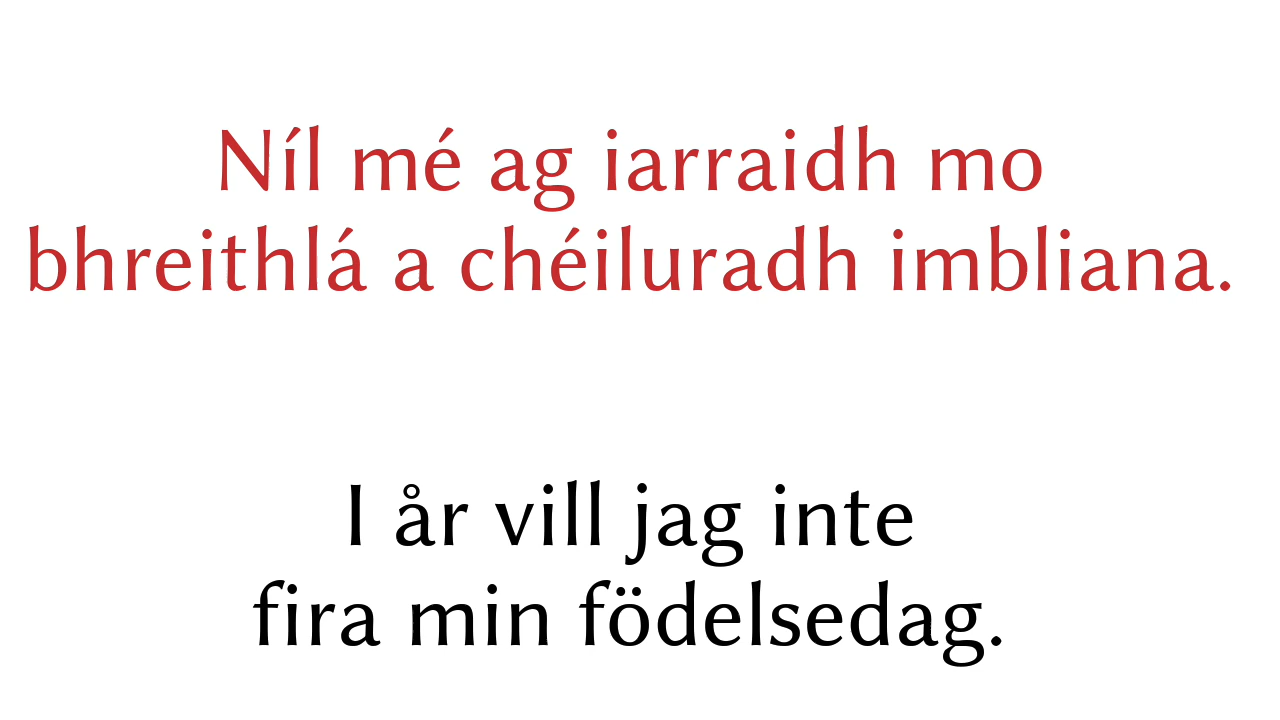 Níl mé ag iarraidh mo
bhreithlá a chéiluradh imbliana.
I år vill jag inte
fira min födelsedag.